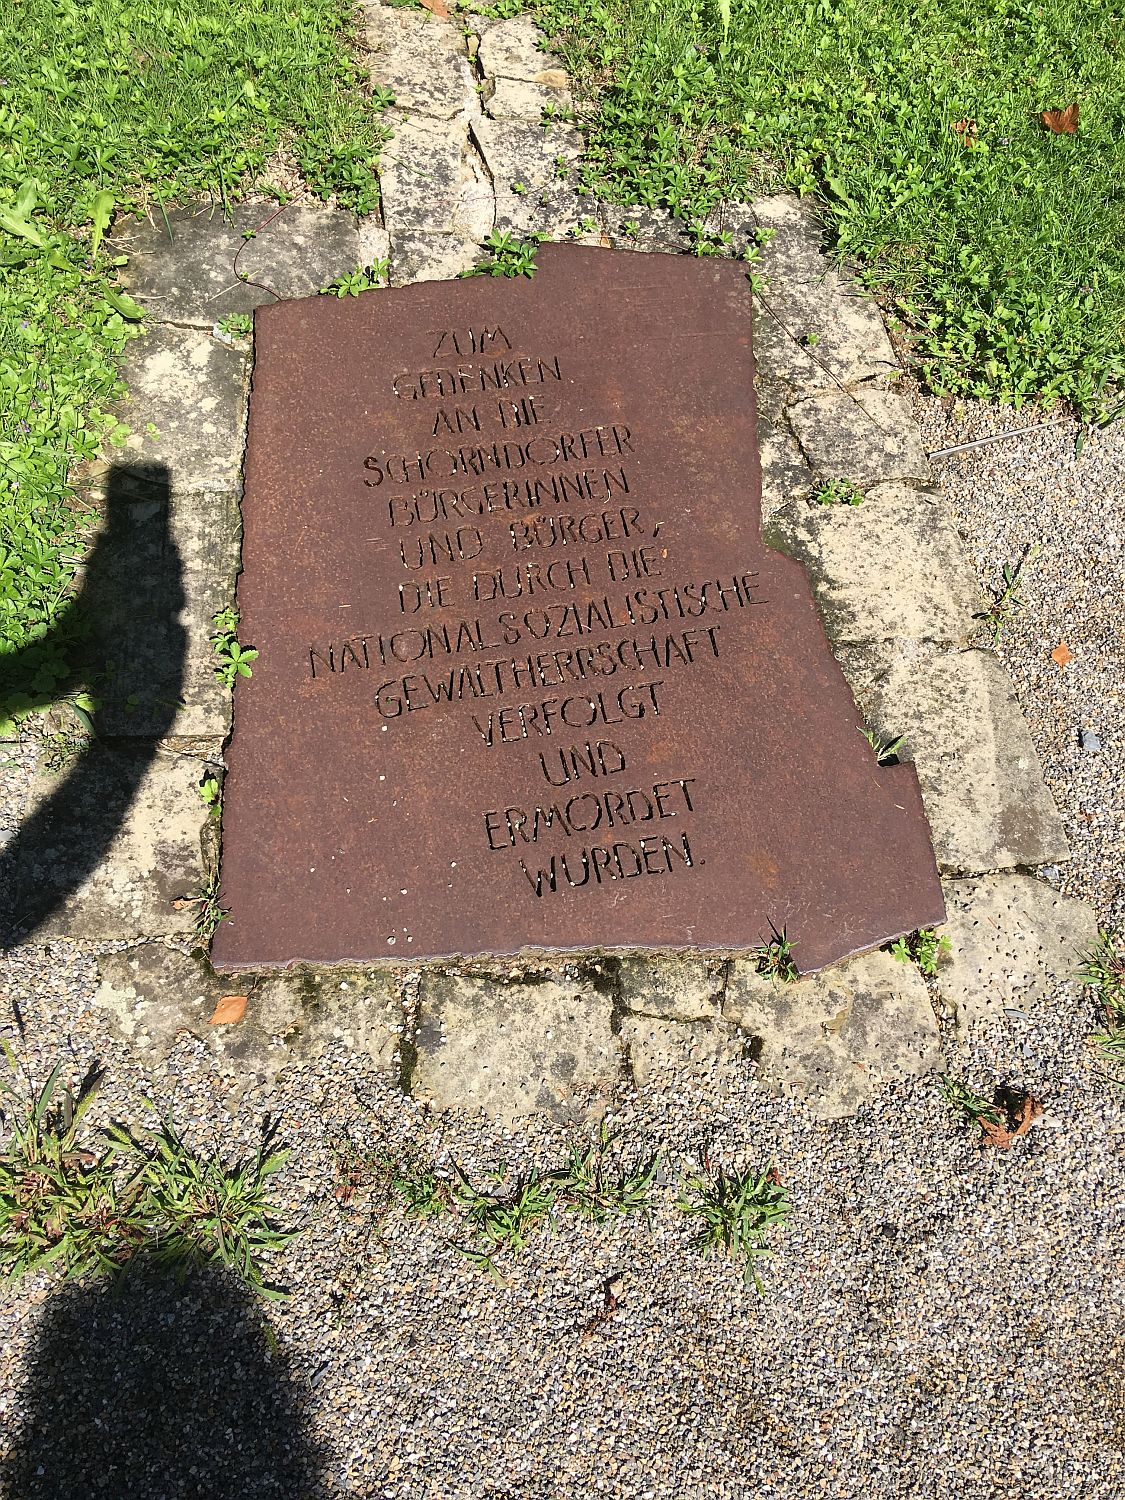 ZUM
GEDENKEN
AN DIE
SCHORNDORFER
BÜRGERINNEN
UND BÜRGER,
DIE DURCH DIE
NATIONALSOZIALISTISCHE
GEWALTHERRSCHAFT
VERFOLGT
UND
ERMORDET
WURDEN.